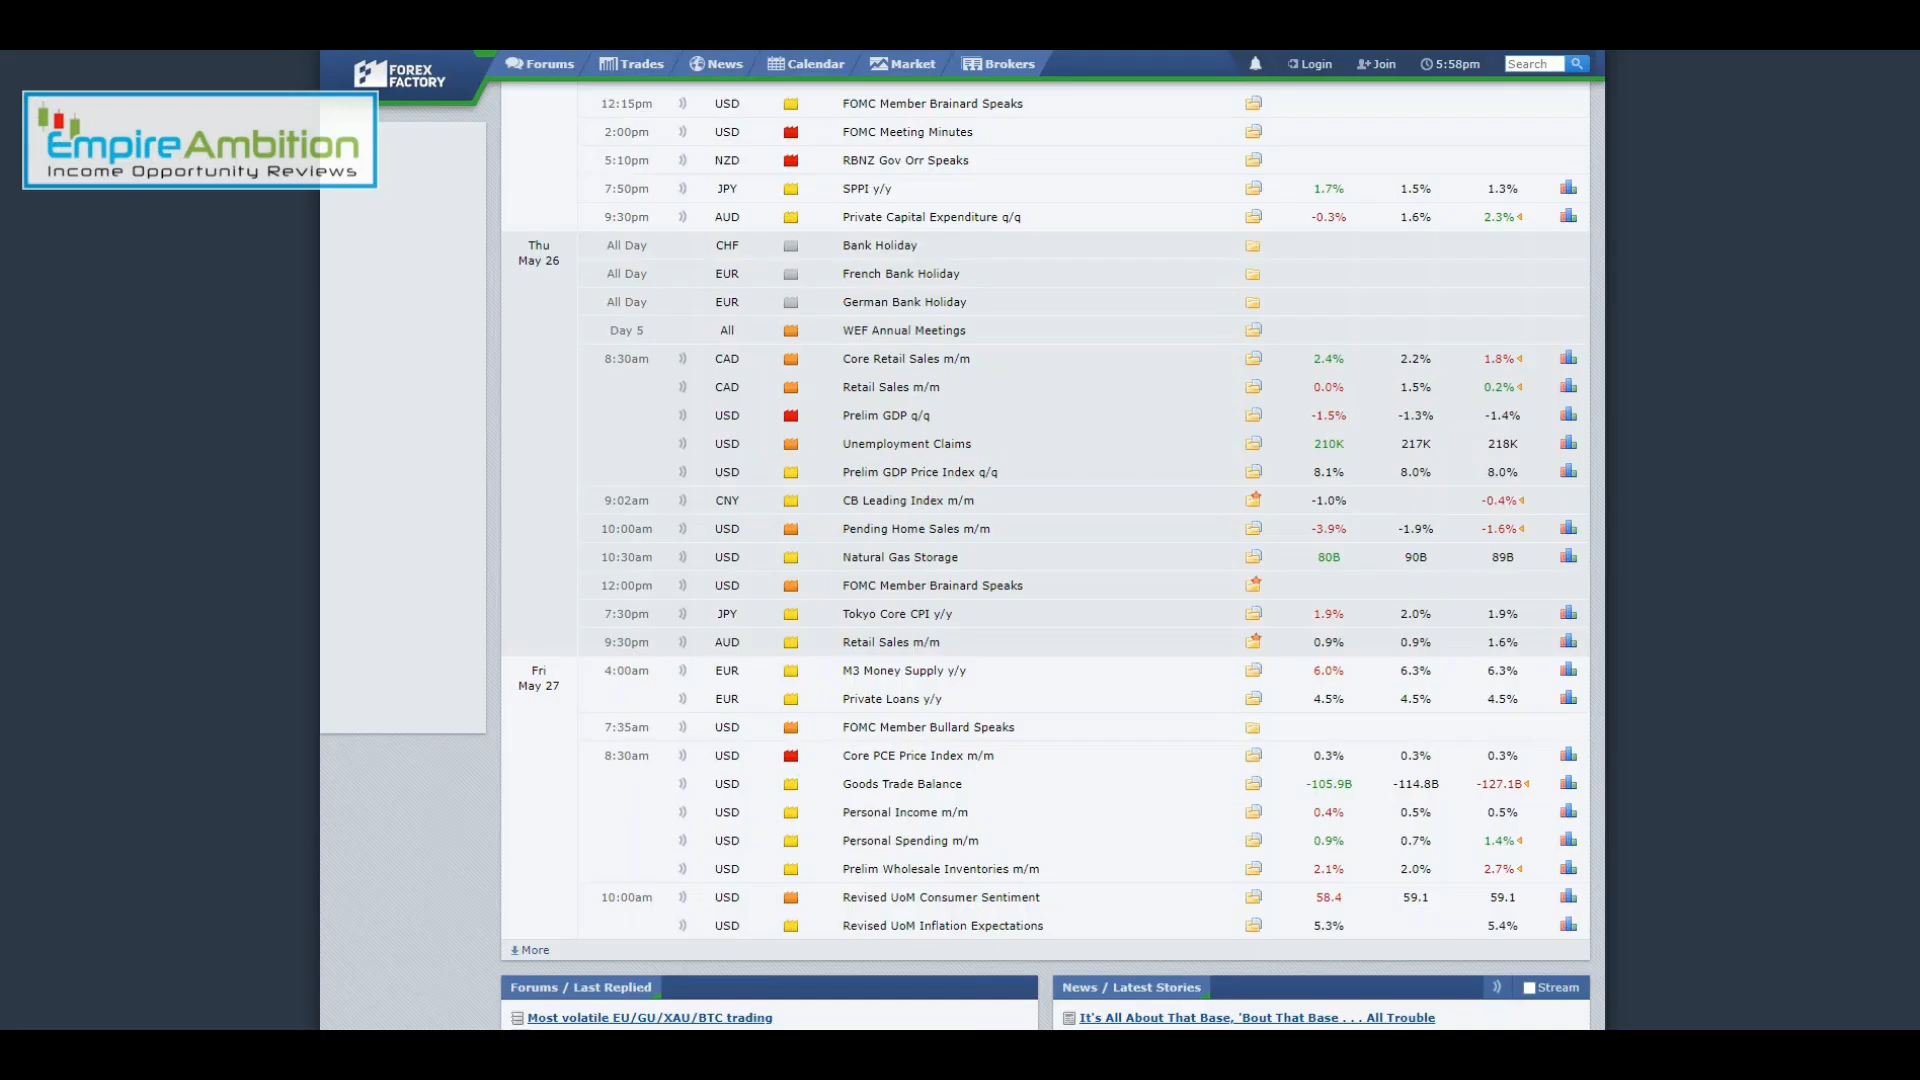 FOREX FACTORY
Forums Trades News Calendar Market Brokers Login Join 5:58pm Search
Empire Ambition
Income Opportunity Reviews
12:15pm USD FOMC Member Brainard Speaks
2:00pm USD FOMC Meeting Minutes
5:10pm NZD RBNZ Gov Orr Speaks
7:50pm JPY SPPI y/y 1.7% 1.5% 1.3%
9:30pm AUD Private Capital Expenditure q/q -0.3% 1.6% 2.3%
Thu May 26 All Day CHF Bank Holiday
All Day EUR French Bank Holiday
All Day EUR German Bank Holiday
Day 5 All WEF Annual Meetings
8:30am CAD Core Retail Sales m/m 2.4% 2.2% 1.8%
CAD Retail Sales m/m 0.0% 1.5% 0.2%
USD Prelim GDP q/q -1.5% -1.3% -1.4%
USD Unemployment Claims 210K 217K 218K
USD Prelim GDP Price Index q/q 8.1% 8.0% 8.0%
9:02am CNY CB Leading Index m/m -1.0% -0.4%
10:00am USD Pending Home Sales m/m -3.9% -1.9% -1.6%
10:30am USD Natural Gas Storage 80B 90B 89B
12:00pm USD FOMC Member Brainard Speaks
7:30pm JPY Tokyo Core CPI y/y 1.9% 2.0% 1.9%
9:30pm AUD Retail Sales m/m 0.9% 0.9% 1.6%
Fri May 27 4:00am EUR M3 Money Supply y/y 6.0% 6.3% 6.3%
EUR Private Loans y/y 4.5% 4.5% 4.5%
7:35am USD FOMC Member Bullard Speaks
8:30am USD Core PCE Price Index m/m 0.3% 0.3% 0.3%
USD Goods Trade Balance -105.9B -114.8B -127.1B
USD Personal Income m/m 0.4% 0.5% 0.5%
USD Personal Spending m/m 0.9% 0.7% 1.4%
USD Prelim Wholesale Inventories m/m 2.1% 2.0% 2.7%
10:00am USD Revised UoM Consumer Sentiment 58.4 59.1 59.1
USD Revised UoM Inflation Expectations 5.3% 5.4%
More
Forums / Last Replied
Most volatile EU/GU/XAU/BTC trading
News / Latest Stories Stream
It's All About That Base, 'Bout That Base . . . All Trouble